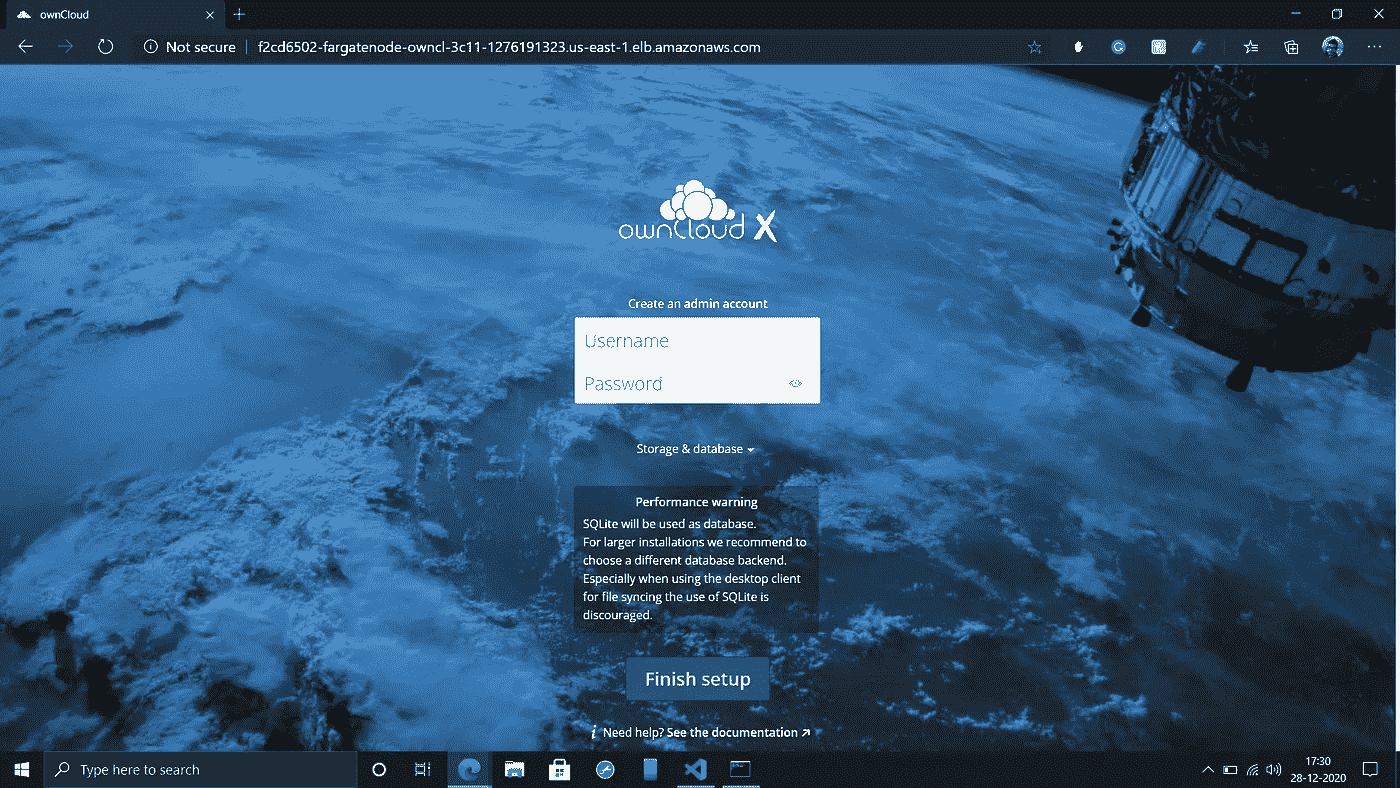 ownCloud
Not secure
f2cd6502-fargatenode-owncl-3c11-1276191323.us-east-1.elb.amazonaws.com
ownCloud X
Create an admin account
Username
Password
Storage & database
Performance warning
SQLite will be used as database.
For larger installations we recommend to
choose a different database backend.
Especially when using the desktop client
for file syncing the use of SQLite is
discouraged.
Finish setup
i Need help? See the documentation
Type here to search
17:30
28-12-2020